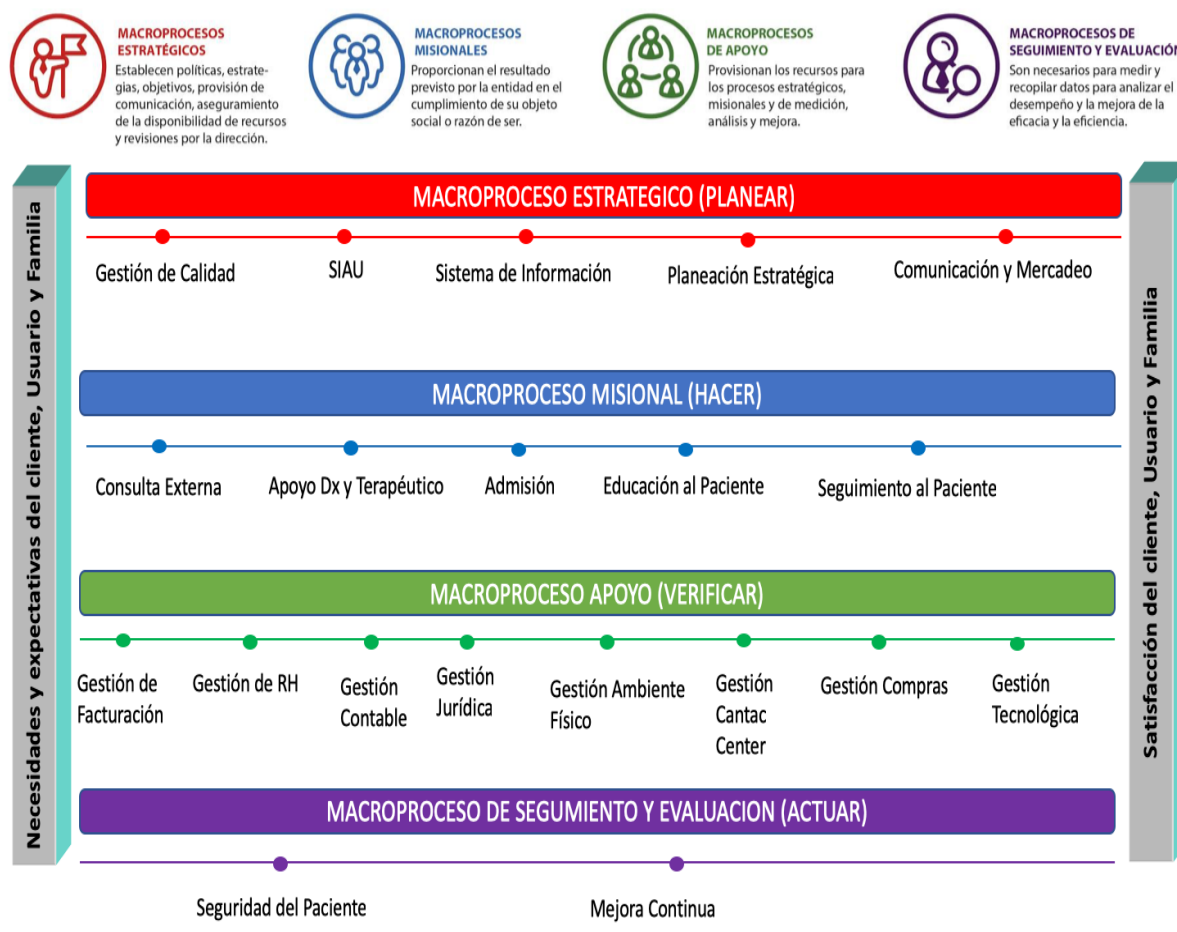 MACROPROCESOS
ESTRATÉGICOS
Establecen políticas, estrate-
gias, objetivos, provisión de
comunicación, aseguramiento
de la disponibilidad de recursos
y revisiones por la dirección.
MACROPROCESOS
MISIONALES
Proporcionan el resultado
previsto por la entidad en el
cumplimiento de su objeto
social o razón de ser.
MACROPROCESOS
DE APOYO
Provisionan los recursos para
los procesos estratégicos,
misionales y de medición,
análisis y mejora.
MACROPROCESOS DE
SEGUIMIENTO Y EVALUACIÓN
Son necesarios para medir y
recopilar datos para analizar el
desempeño y la mejora de la
eficacia y la eficiencia.
Necesidades y expectativas del cliente, Usuario y Familia
MACROPROCESO ESTRATEGICO (PLANEAR)
Gestión de Calidad
SIAU
Sistema de Información
Planeación Estratégica
Comunicación y Mercadeo
MACROPROCESO MISIONAL (HACER)
Consulta Externa
Apoyo Dx y Terapéutico
Admisión
Educación al Paciente
Seguimiento al Paciente
MACROPROCESO APOYO (VERIFICAR)
Gestión de
Facturación
Gestión de RH
Gestión
Contable
Gestión
Jurídica
Gestión Ambiente
Físico
Gestión
Cantac
Center
Gestión Compras
Gestión
Tecnológica
MACROPROCESO DE SEGUMIENTO Y EVALUACION (ACTUAR)
Seguridad del Paciente
Mejora Continua
Satisfacción del cliente, Usuario y Familia